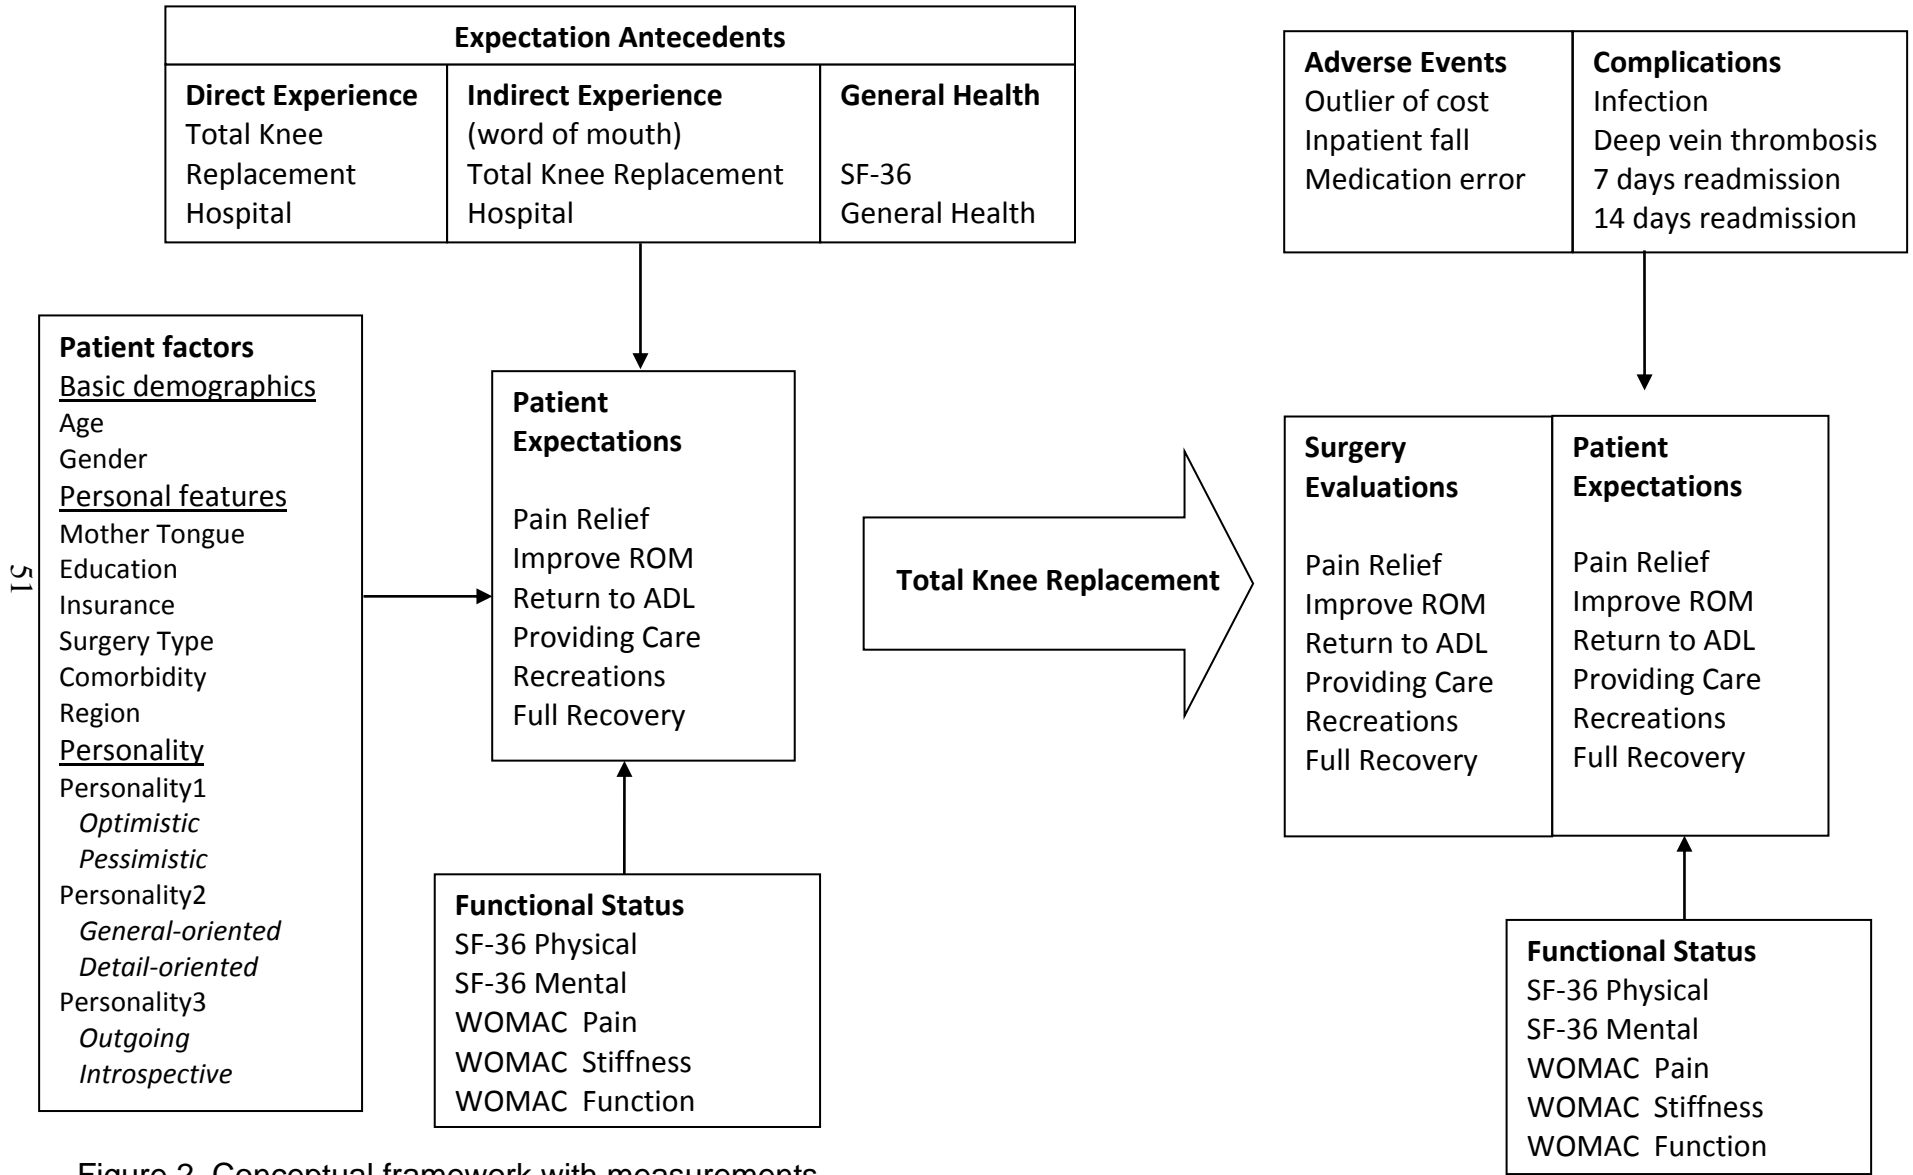 Expectation Antecedents
Direct Experience
Total Knee
Replacement
Hospital
Indirect Experience
(word of mouth)
Total Knee Replacement
Hospital
General Health
SF-36
General Health
Adverse Events
Outlier of cost
Inpatient fall
Medication error
Complications
Infection
Deep vein thrombosis
7 days readmission
14 days readmission
Patient factors
Basic demographics
Age
Gender
Personal features
Mother Tongue
Education
Insurance
Surgery Type
Comorbidity
Region
Personality
Personality1
Optimistic
Pessimistic
Personality2
General-oriented
Detail-oriented
Personality3
Outgoing
Introspective
Patient
Expectations
Pain Relief
Improve ROM
Return to ADL
Providing Care
Recreations
Full Recovery
Total Knee Replacement
Surgery
Evaluations
Pain Relief
Improve ROM
Return to ADL
Providing Care
Recreations
Full Recovery
Patient
Expectations
Pain Relief
Improve ROM
Return to ADL
Providing Care
Recreations
Full Recovery
Functional Status
SF-36 Physical
SF-36 Mental
WOMAC Pain
WOMAC Stiffness
WOMAC Function
Functional Status
SF-36 Physical
SF-36 Mental
WOMAC Pain
WOMAC Stiffness
WOMAC Function
51
Figure 2. Conceptual framework with measurements